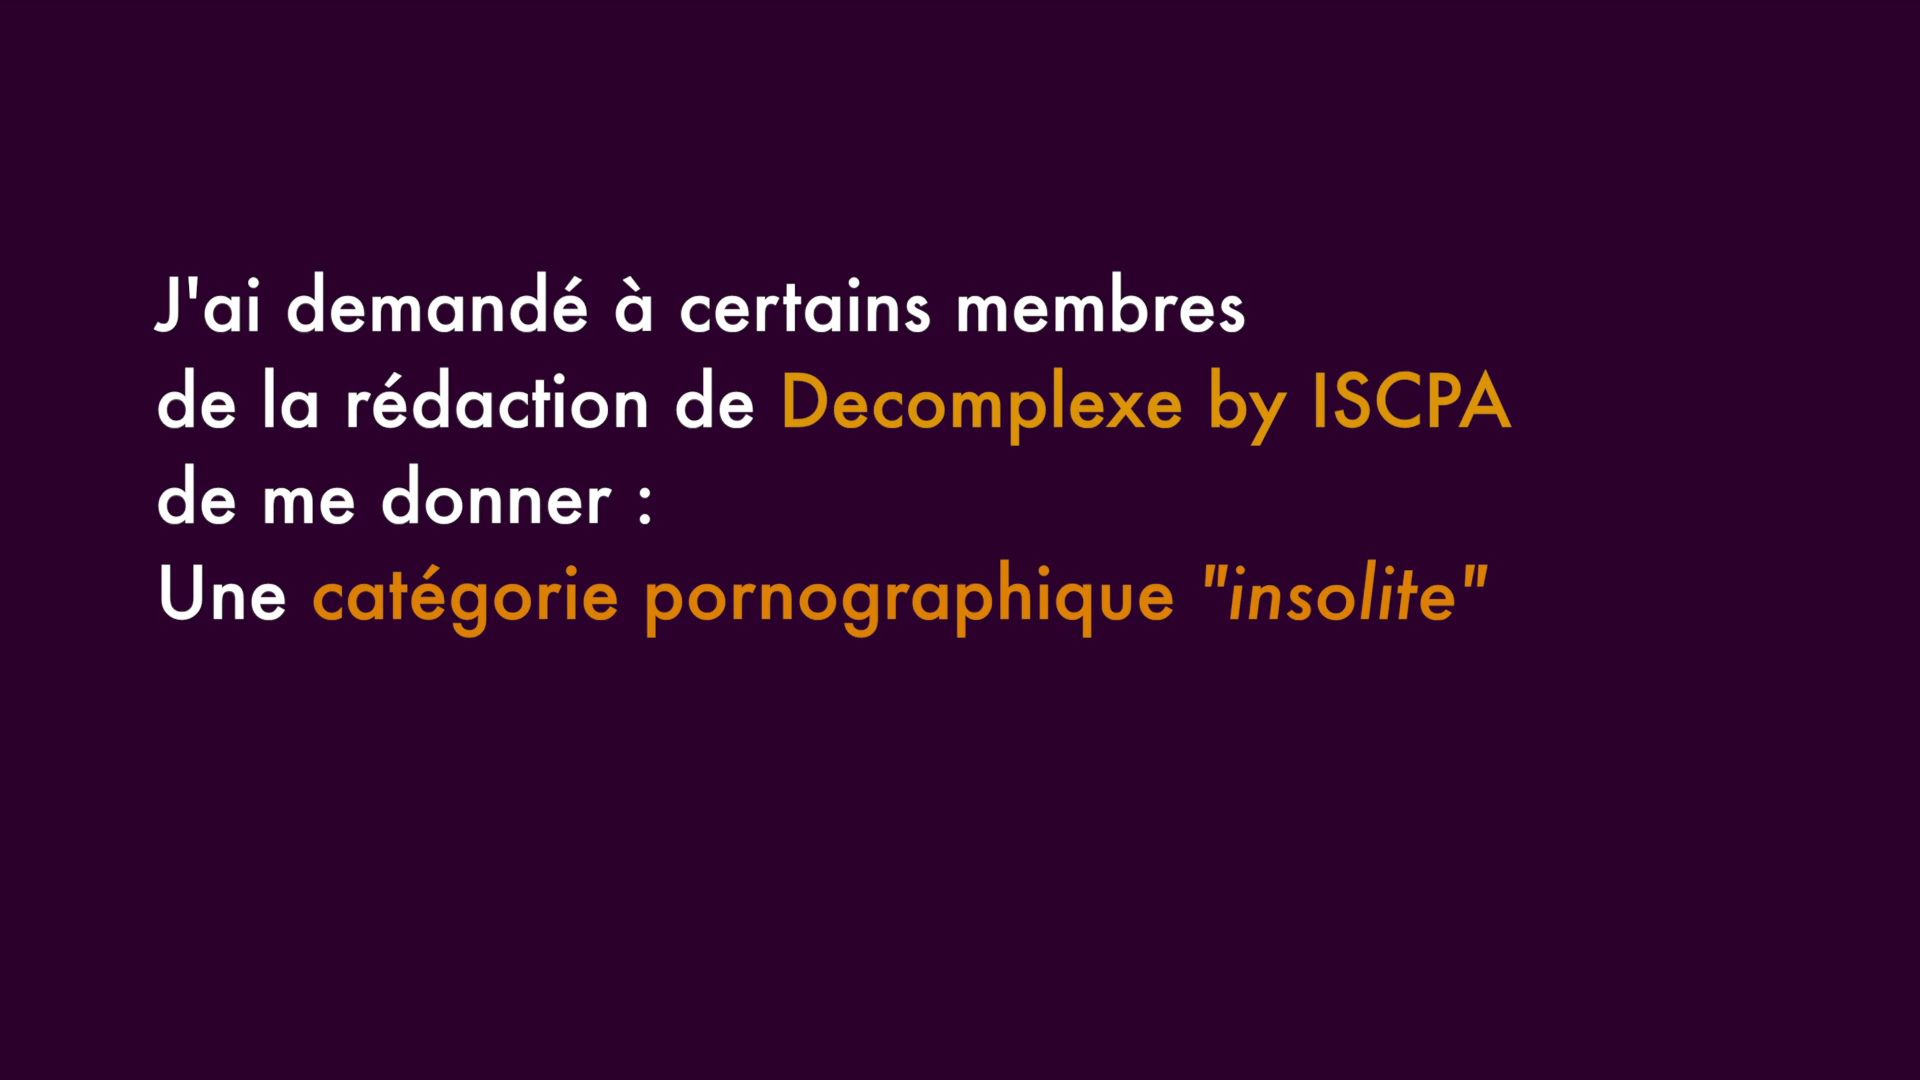 J'ai demandé à certains membres
de la rédaction de Decomplexe by ISCPA
de me donner :
Une catégorie pornographique "insolite"